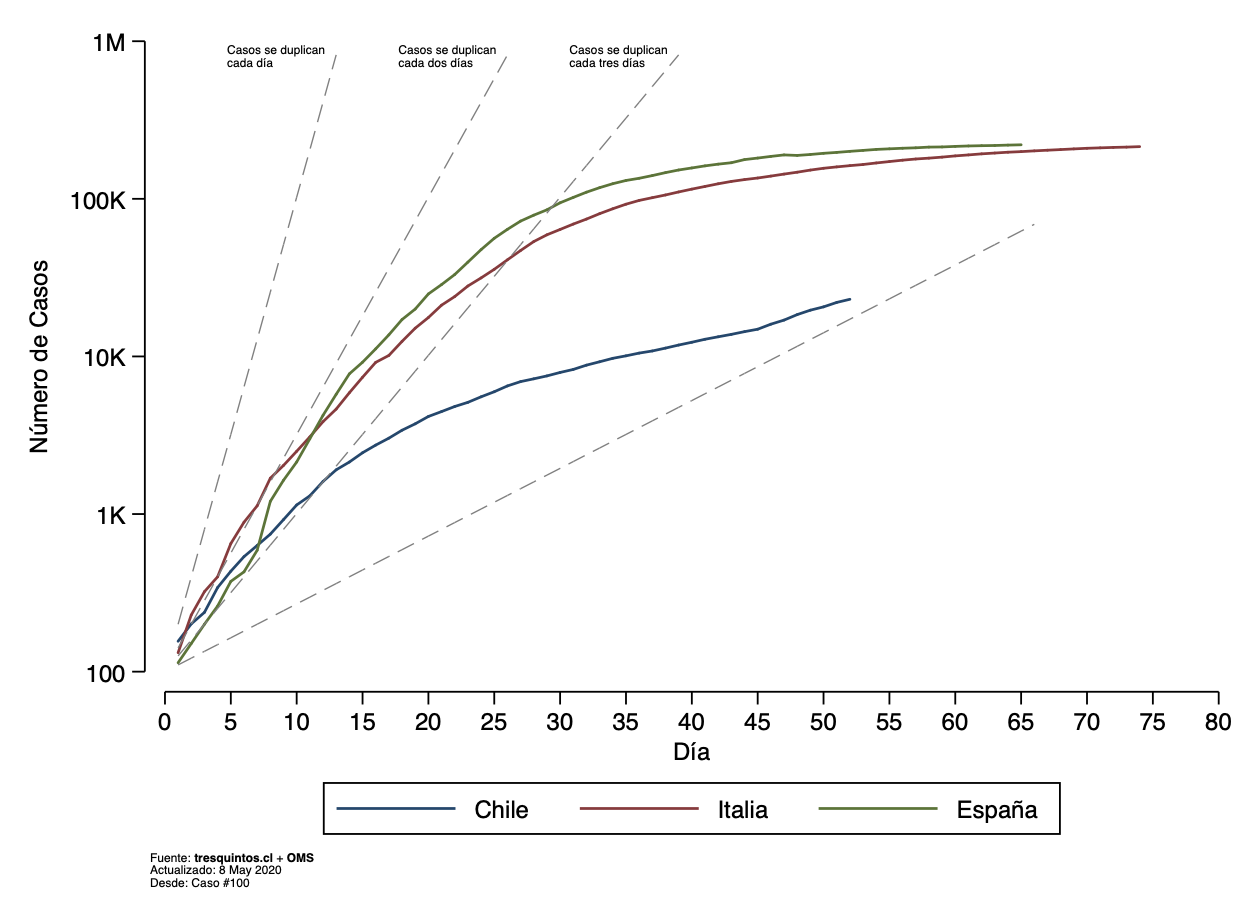 Casos se duplican
cada día
Casos se duplican
cada dos días
Casos se duplican
cada tres días
1M
100K
10K
1K
100
Número de Casos
0 5 10 15 20 25 30 35 40 45 50 55 60 65 70 75 80
Día
Chile Italia España
Fuente: tresquintos.cl + OMS
Actualizado: 8 May 2020
Desde: Caso #100